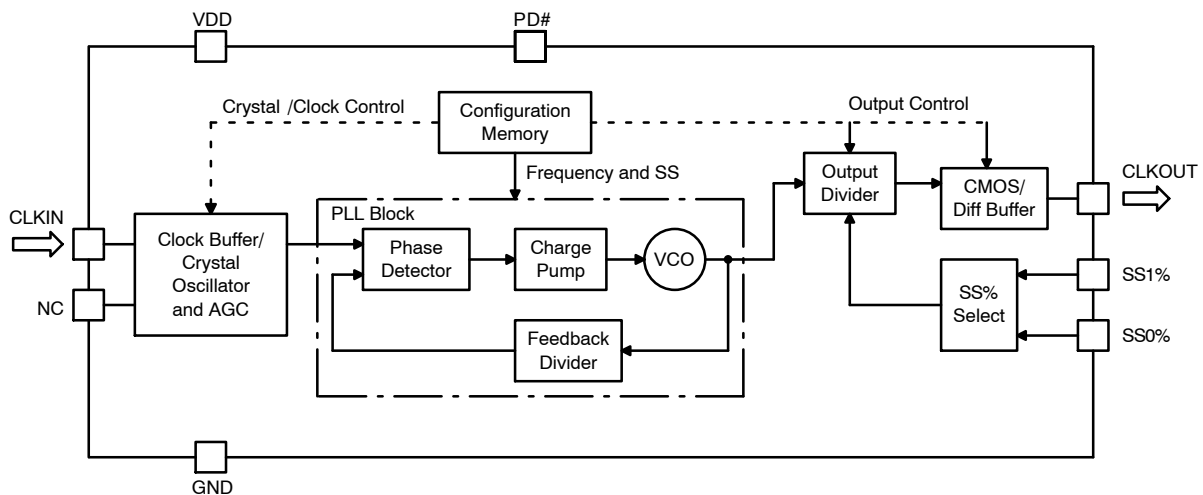 VDD
PD#
Crystal /Clock Control
Configuration
Memory
Output Control
Frequency and SS
Output
Divider
CMOS/
Diff Buffer
CLKOUT
CLKIN
Clock Buffer/
Crystal
Oscillator
and AGC
PLL Block
Phase
Detector
Charge
Pump
VCO
NC
Feedback
Divider
SS%
Select
SS1%
SS0%
GND